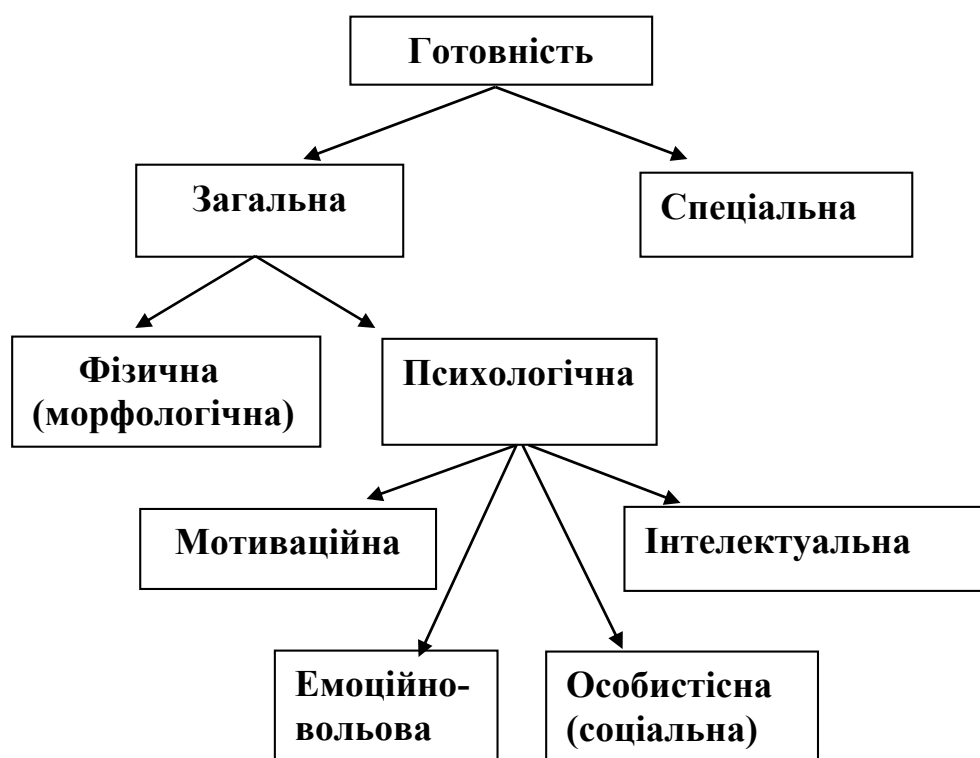 Готовність
Загальна
Спеціальна
Фізична
(морфологічна)
Психологічна
Мотиваційна
Інтелектуальна
Емоційно-
вольова
Особистісна
(соціальна)